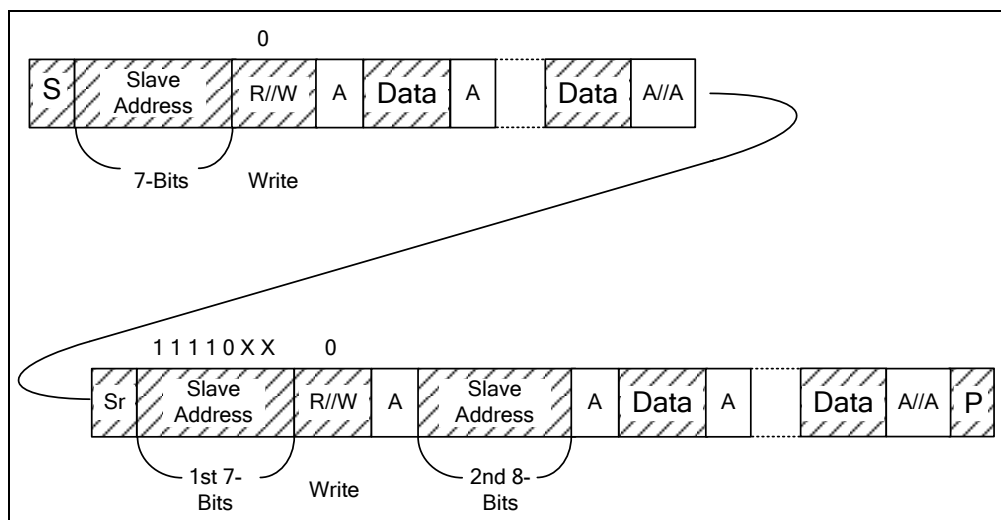 0
S Slave Address R//W A Data A Data A//A
7-Bits Write
1 1 1 1 0 X X 0
Sr Slave Address R//W A Slave Address A Data A Data A//A P
1st 7-Bits Write 2nd 8-Bits